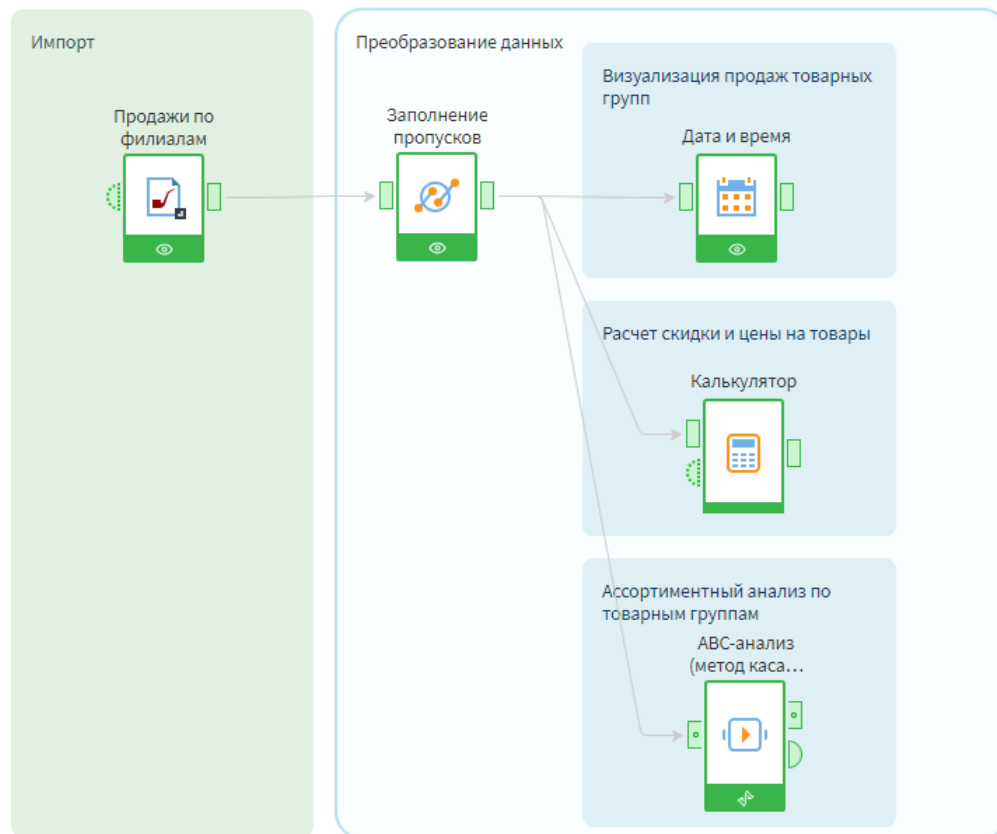 Импорт
Продажи по
филиалам
Преобразование данных
Заполнение
пропусков
Визуализация продаж товарных
групп
Дата и время
Расчет скидки и цены на товары
Калькулятор
Ассортиментный анализ по
товарным группам
ABC-анализ
(метод каса...